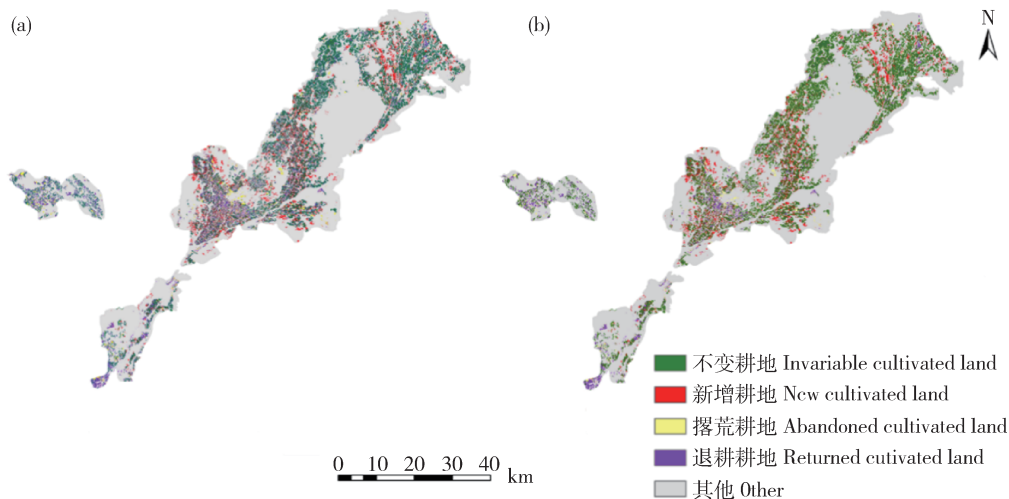 (a)
(b)
N
不变耕地 Invariable cultivated land
新增耕地 Ncw cultivated land
撂荒耕地 Abandoned cultivated land
退耕耕地 Returned cutivated land
其他 Other
0 10 20 30 40 km